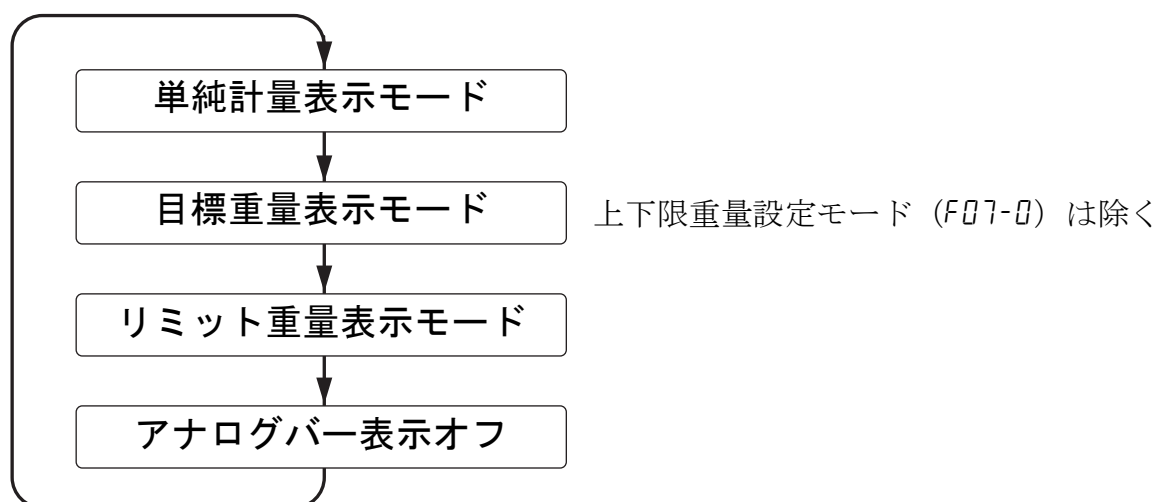 単純計量表示モード
目標重量表示モード 上下限重量設定モード（F07-0）は除く
リミット重量表示モード
アナログバー表示オフ